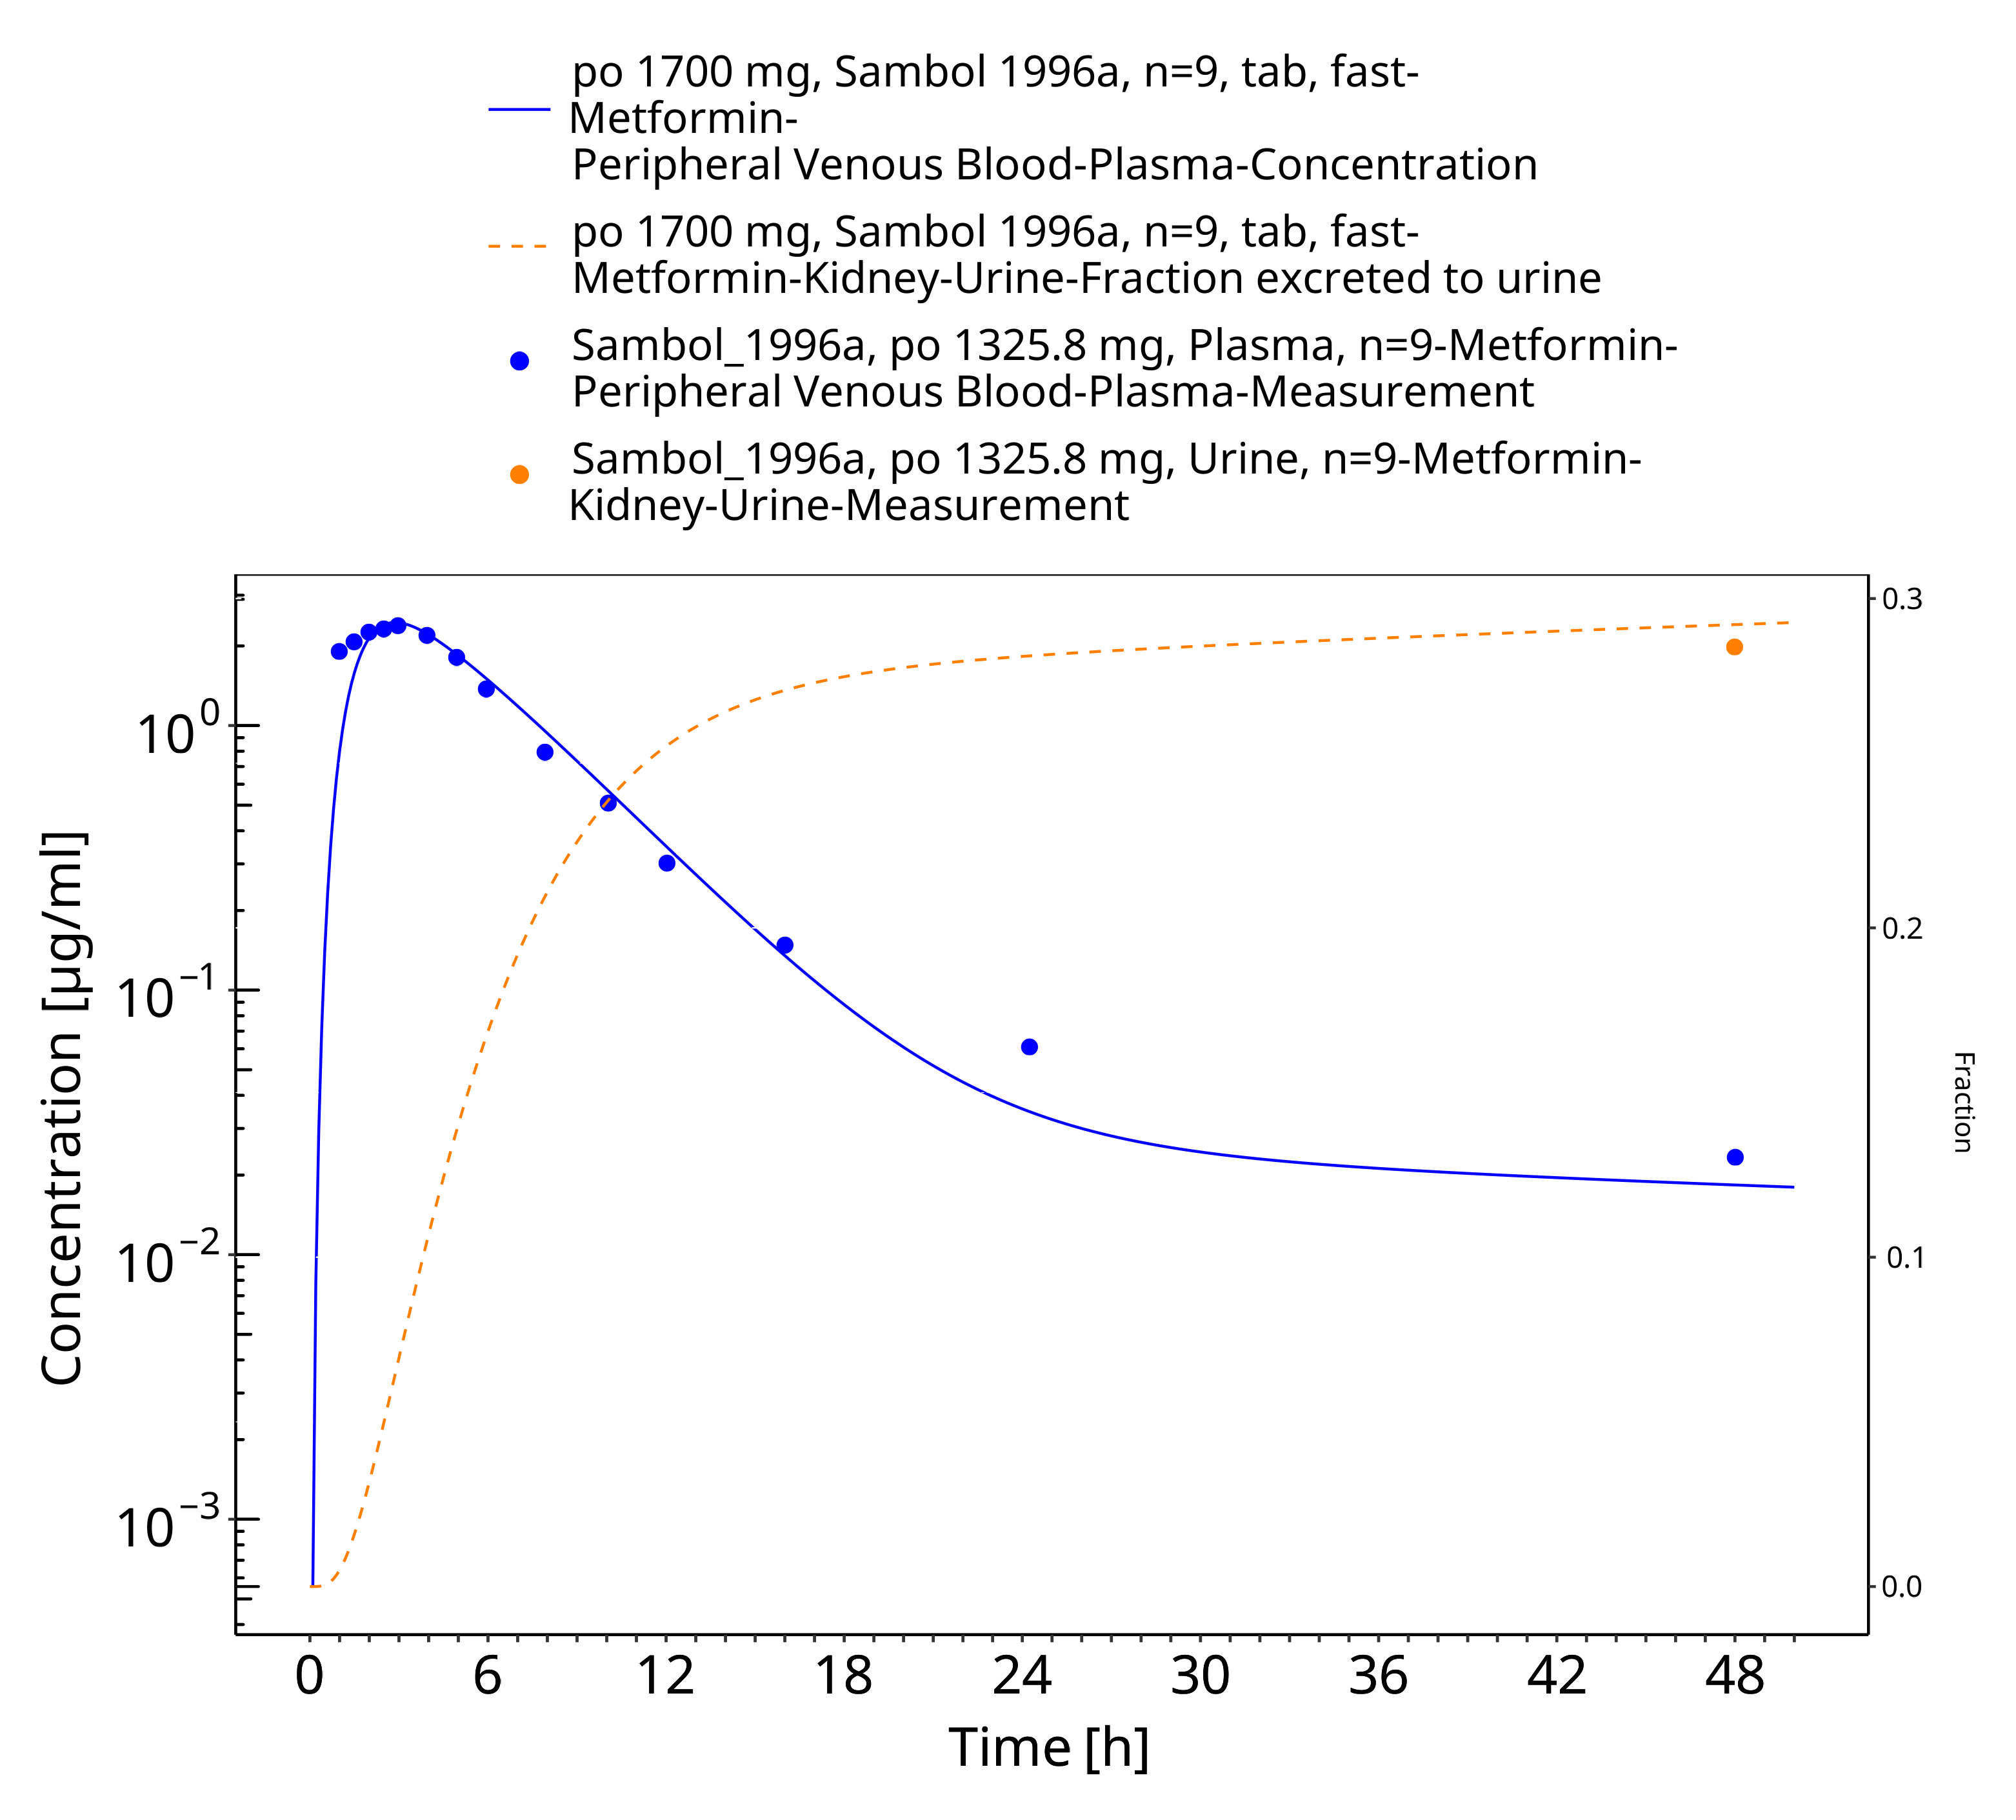 po 1700 mg, Sambol 1996a, n=9, tab, fast-
Metformin-
Peripheral Venous Blood-Plasma-Concentration
po 1700 mg, Sambol 1996a, n=9, tab, fast-
Metformin-Kidney-Urine-Fraction excreted to urine
Sambol_1996a, po 1325.8 mg, Plasma, n=9-Metformin-
Peripheral Venous Blood-Plasma-Measurement
Sambol_1996a, po 1325.8 mg, Urine, n=9-Metformin-
Kidney-Urine-Measurement
Concentration [µg/ml]
10⁰
10⁻¹
10⁻²
10⁻³
0.3
0.2
0.1
0.0
Fraction
0 6 12 18 24 30 36 42 48
Time [h]